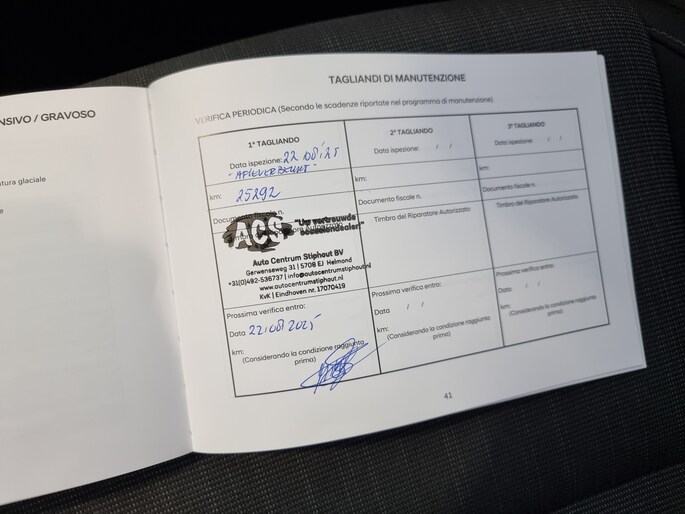 NSIVO / GRAVOSO
atura glaciale
e
TAGLIANDI DI MANUTENZIONE
VERIFICA PERIODICA (Secondo le scadenze riportate nel programma di manutenzione)
1° TAGLIANDO
Data ispezione: 22/08/25
"AFLEVERBEURT"
km: 25292
Documento fiscale n.
ACS
"Uw vertrouwde
occasiondealer!"
Auto Centrum Stiphout BV
Gerwenseweg 31 | 5708 EJ Helmond
+31(0)492-536737 | info@autocentrumstiphout.nl
www.autocentrumstiphout.nl
KvK | Eindhoven nr. 17070419
Prossima verifica entro:
Data 22/08/2025
km:
(Considerando la condizione raggiunta
prima)
2° TAGLIANDO
Data ispezione: / /
km:
Documento fiscale n.
Timbro del Riparatore Autorizzato
Prossima verifica entro:
Data / /
km:
(Considerando la condizione raggiunta
prima)
3° TAGLIANDO
Data ispezione: / /
km:
Documento fiscale n.
Timbro del Riparatore Autorizzato
Prossima verifica entro:
Data / /
km:
(Considerando la condizione raggiunta
prima)
41